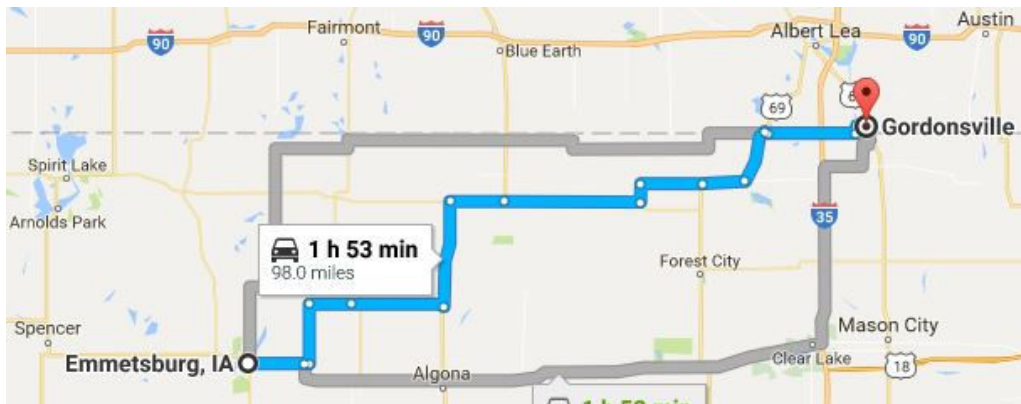 90
Fairmont
90
Blue Earth
Albert Lea
90
Austin
69
6
Gordonsville
Spirit Lake
Arnolds Park
35
1 h 53 min
98.0 miles
Forest City
Spencer
Mason City
Emmetsburg, IA
Clear Lake
18
Algona